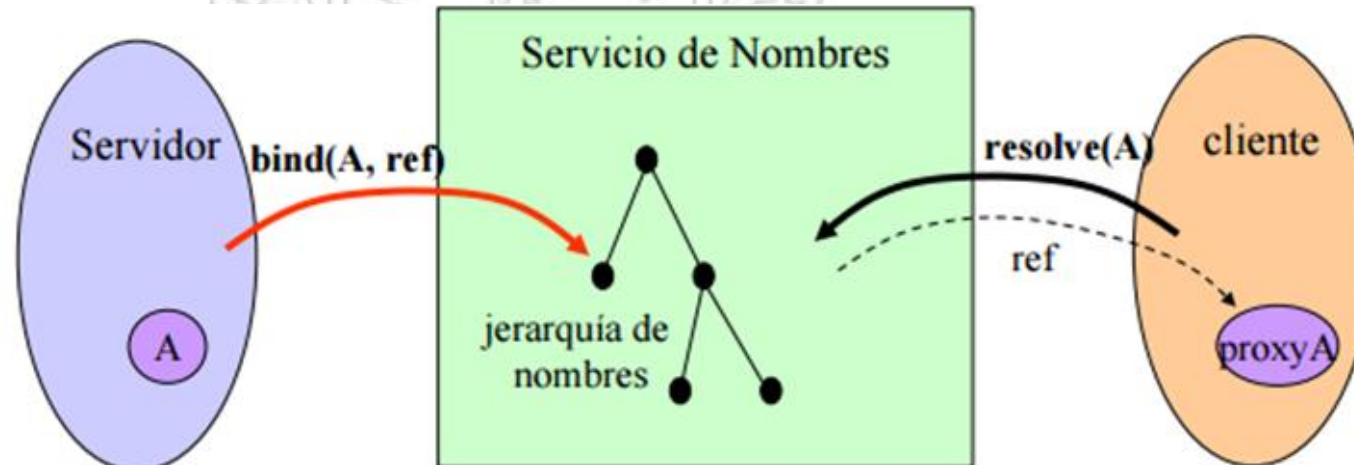 Servicio de Nombres
Servidor
bind(A, ref)
resolve(A)
cliente
ref
jerarquía de
nombres
A
proxyA